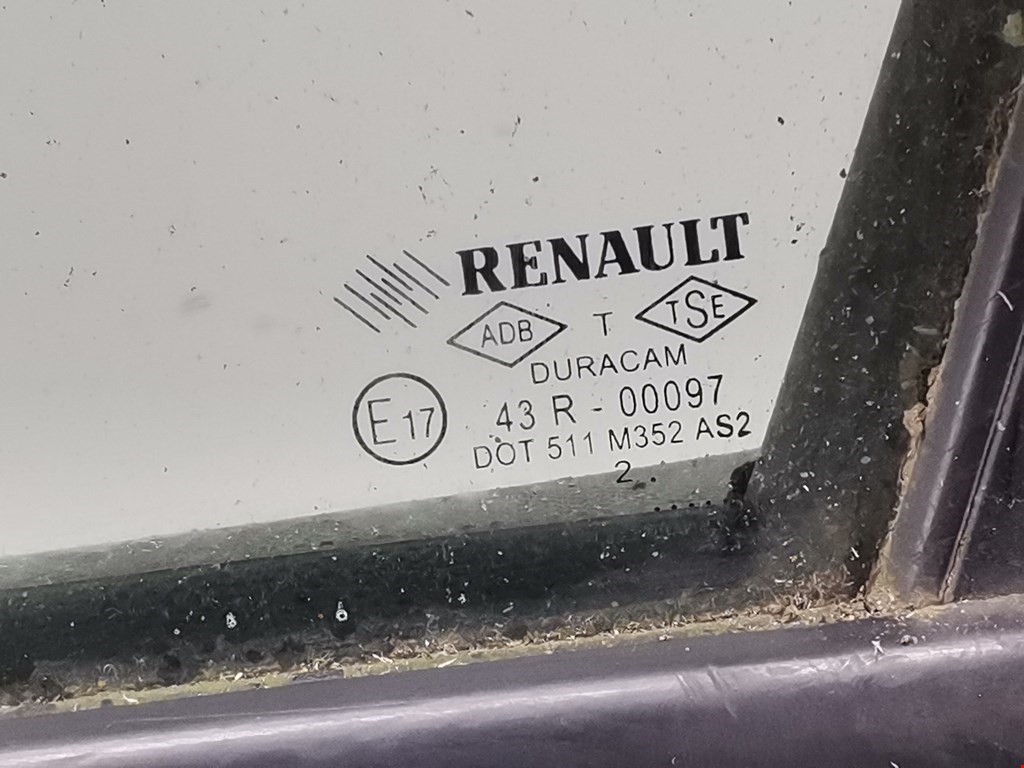 RENAULT
ADB T TSE
DURACAM
E17 43 R - 00097
DOT 511 M352 AS2
2 .